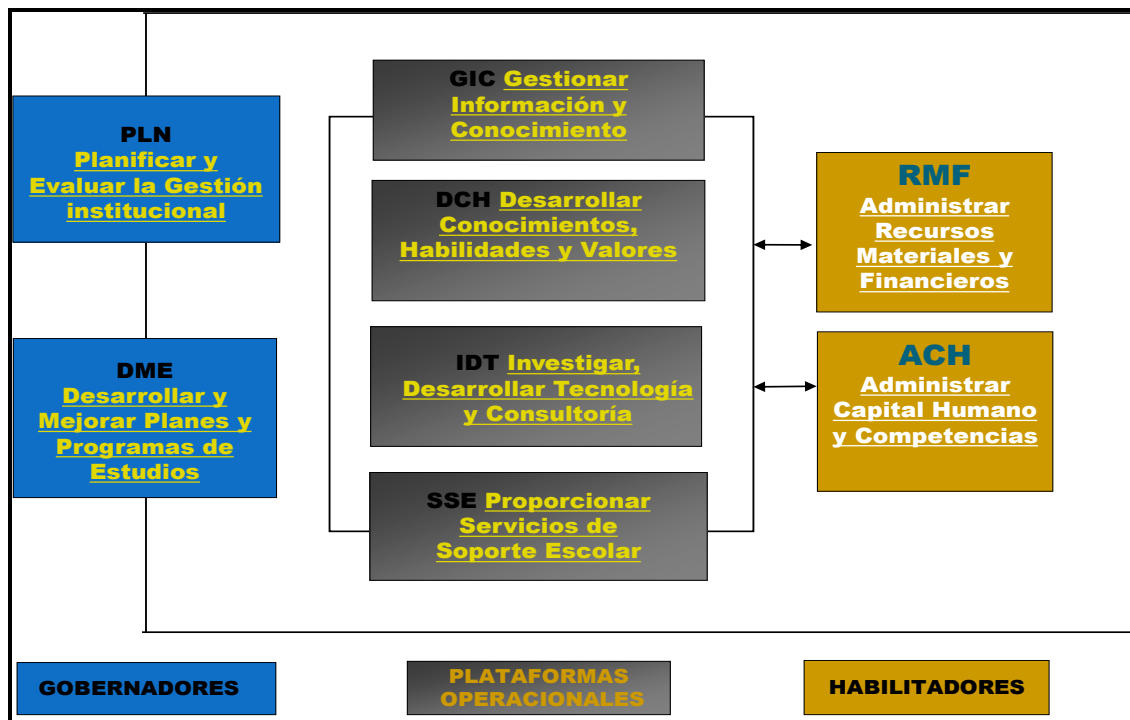 PLN
Planificar y
Evaluar la Gestión
institucional
DME
Desarrollar y
Mejorar Planes y
Programas de
Estudios
GIC Gestionar
Información y
Conocimiento
DCH Desarrollar
Conocimientos,
Habilidades y Valores
IDT Investigar,
Desarrollar Tecnología
y Consultoría
SSE Proporcionar
Servicios de
Soporte Escolar
RMF
Administrar
Recursos
Materiales y
Financieros
ACH
Administrar
Capital Humano
y Competencias
GOBERNADORES
PLATAFORMAS
OPERACIONALES
HABILITADORES